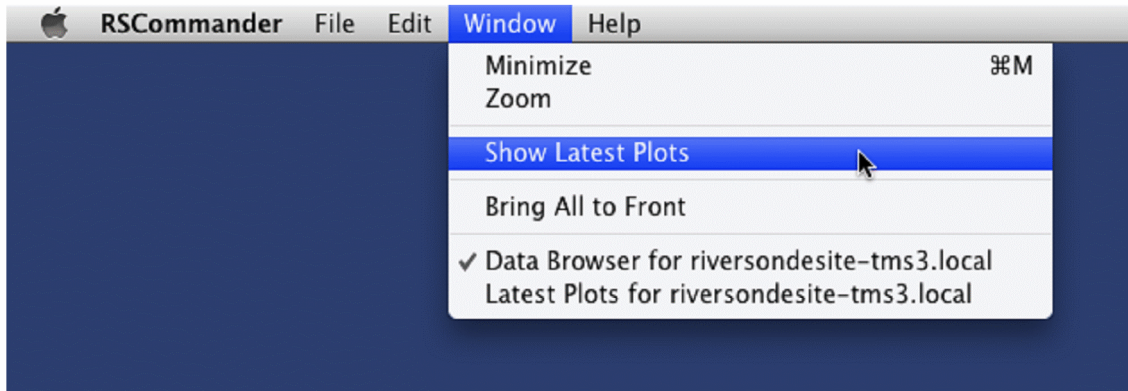 RSCommander File Edit Window Help
Minimize ⌘M
Zoom
Show Latest Plots
Bring All to Front
✓ Data Browser for riversondesite-tms3.local
Latest Plots for riversondesite-tms3.local